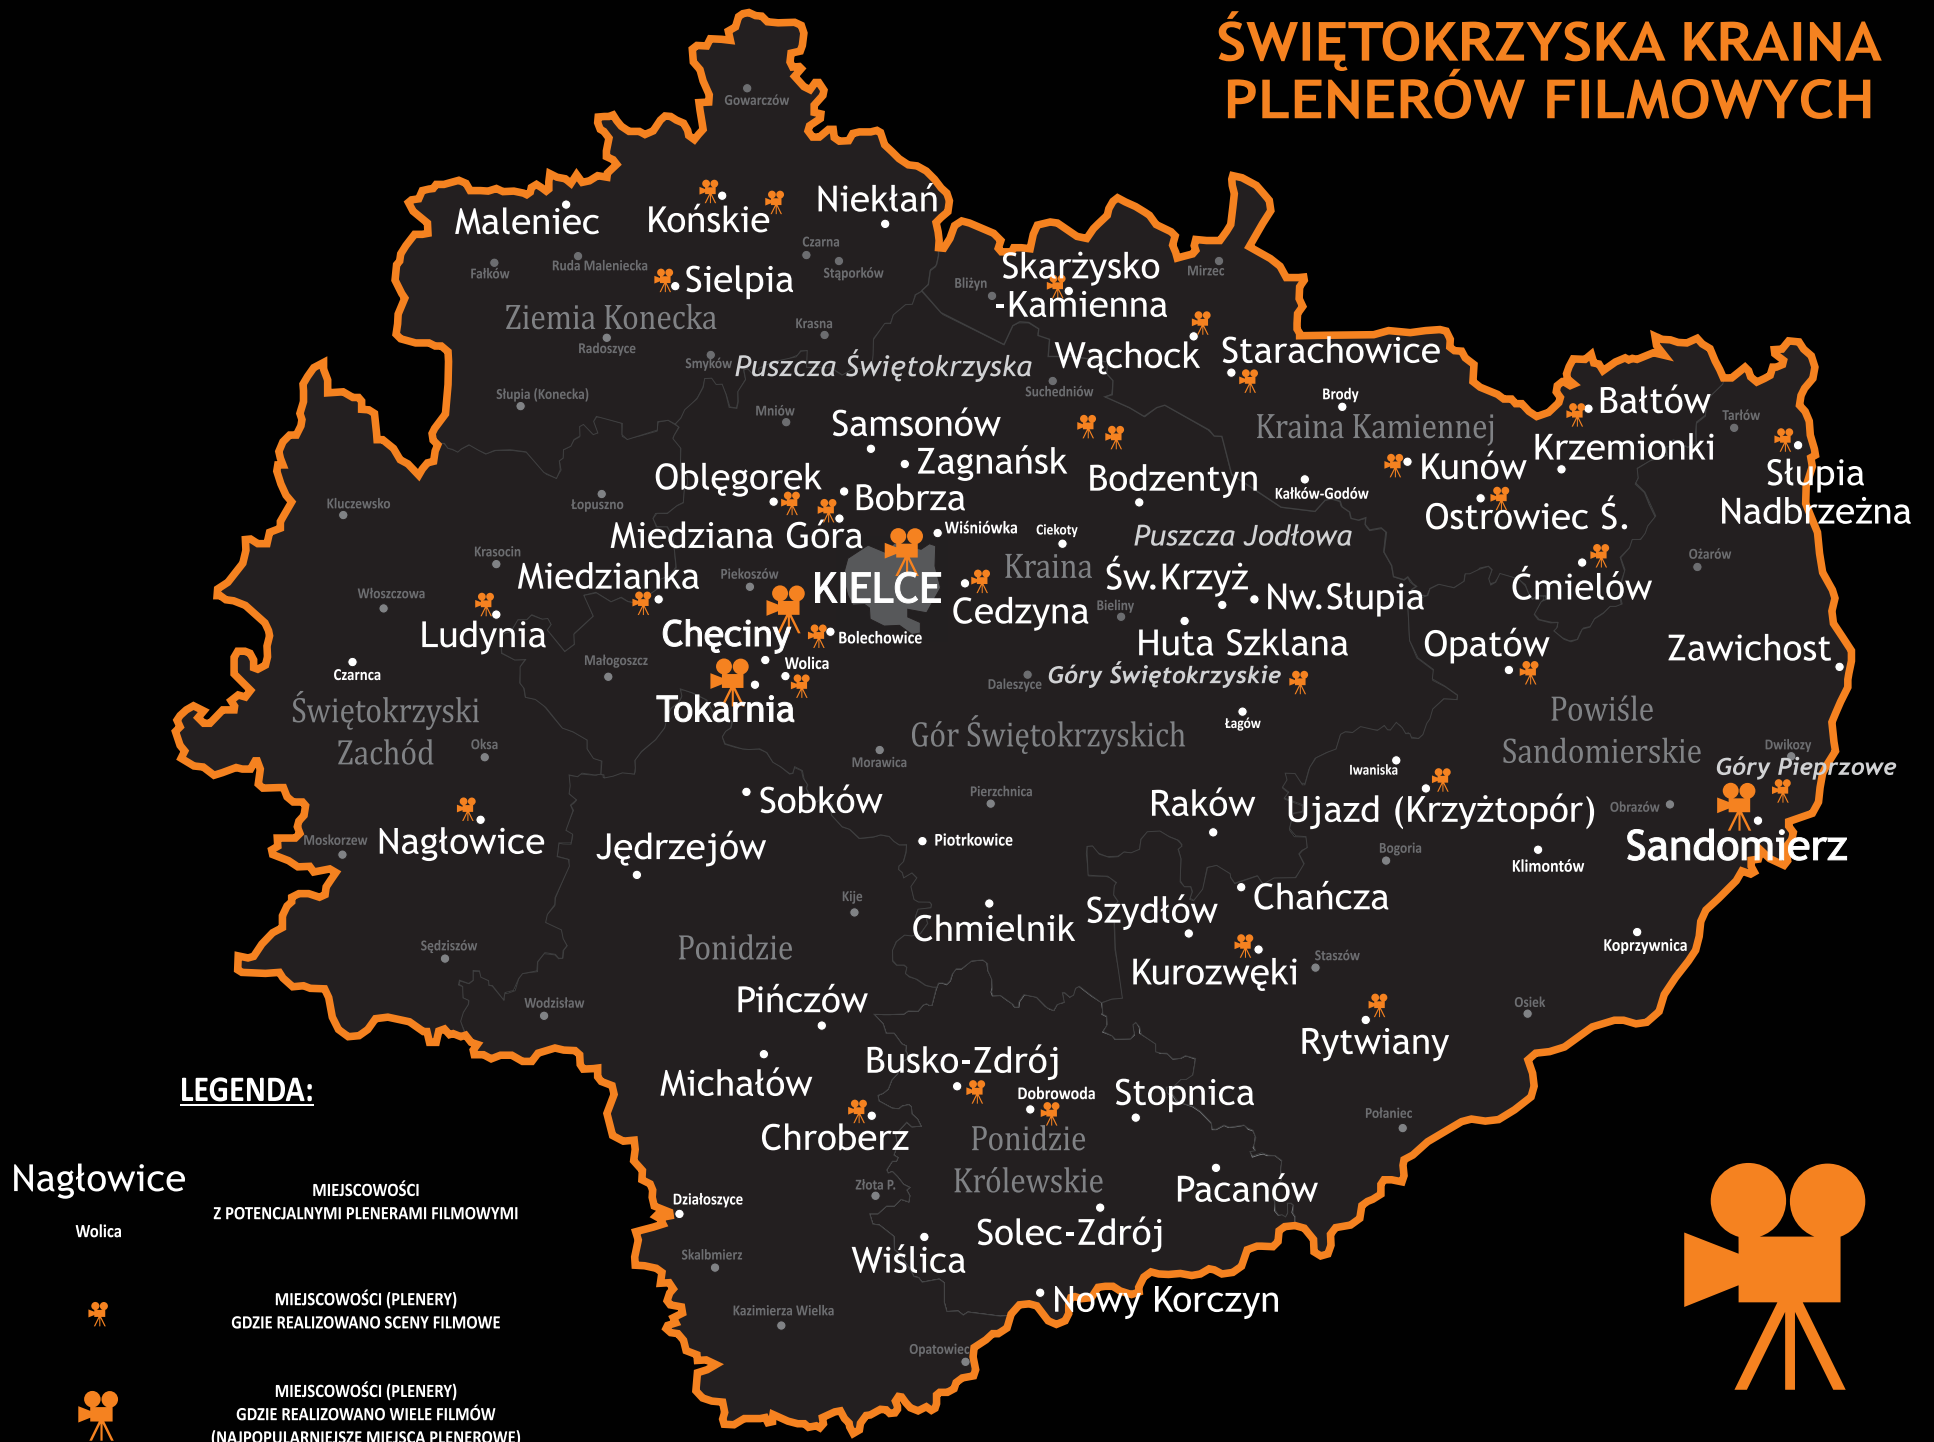 ŚWIĘTOKRZYSKA KRAINA
PLENERÓW FILMOWYCH
Gowarczów
Maleniec
Końskie
Niekłań
Fałków
Ruda Maleniecka
Czarna
Stąporków
Sielpia
Ziemia Konecka
Radoszyce
Krasna
Smyków
Słupia (Konecka)
Bliżyn
Skarżysko
-Kamienna
Mirzec
Wąchock
Starachowice
Puszcza Świętokrzyska
Suchedniów
Brody
Kraina Kamiennej
Bałtów
Krzemionki
Tarłów
Słupia
Nadbrzeżna
Mniów
Samsonów
Zagnańsk
Oblęgorek
Bobrza
Miedziana Góra
Bodzentyn
Kałków-Godów
Kunów
Ostrowiec Ś.
Kluczewsko
Łopuszno
Wiśniówka
Ciekoty
Puszcza Jodłowa
Ożarów
Krasocin
Miedzianka
Piekoszów
KIELCE
Kraina
Cedzyna
Bieliny
Św.Krzyż
Nw.Słupia
Ćmielów
Włoszczowa
Ludynia
Chęciny
Bolechowice
Huta Szklana
Opatów
Zawichost
Czarnca
Małogoszcz
Wolica
Tokarnia
Daleszyce
Góry Świętokrzyskie
Łagów
Świętokrzyski
Zachód
Oksa
Gór Świętokrzyskich
Morawica
Powiśle
Sandomierskie
Dwikozy
Góry Pieprzowe
Iwaniska
Ujazd (Krzyżtopór)
Obrazów
Sandomierz
Sobków
Pierzchnica
Raków
Nagłowice
Moskorzew
Jędrzejów
Piotrkowice
Bogoria
Klimontów
Kije
Chmielnik
Szydłów
Chańcza
Koprzywnica
Sędziszów
Ponidzie
Kurozwęki
Staszów
Pińczów
Wodzisław
Rytwiany
Osiek
Michałów
Busko-Zdrój
Dobrowoda
Stopnica
Połaniec
Chroberz
Ponidzie
Królewskie
Pacanów
Złota P.
Działoszyce
Solec-Zdrój
Wiślica
Skalbmierz
Nowy Korczyn
Kazimierza Wielka
Opatowiec
LEGENDA:
Nagłowice
Wolica
MIEJSCOWOŚCI
Z POTENCJALNYMI PLENERAMI FILMOWYMI
MIEJSCOWOŚCI (PLENERY)
GDZIE REALIZOWANO SCENY FILMOWE
MIEJSCOWOŚCI (PLENERY)
GDZIE REALIZOWANO WIELE FILMÓW
(NAJPOPULARNIEJSZE MIEJSCA PLENEROWE)